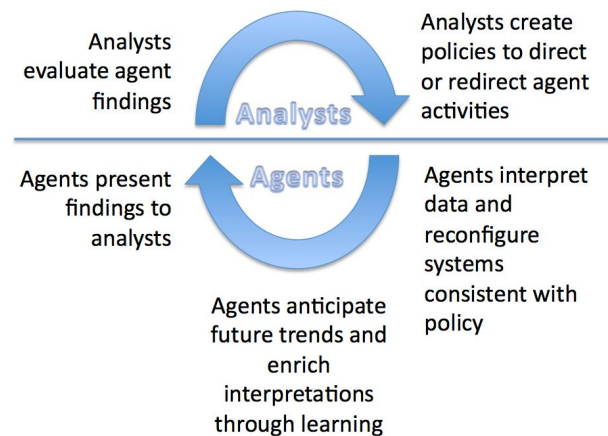 Analysts
evaluate agent
findings
Analysts create
policies to direct
or redirect agent
activities
Analysts
Agents
Agents present
findings to
analysts
Agents interpret
data and
reconfigure
systems
consistent with
policy
Agents anticipate
future trends and
enrich
interpretations
through learning